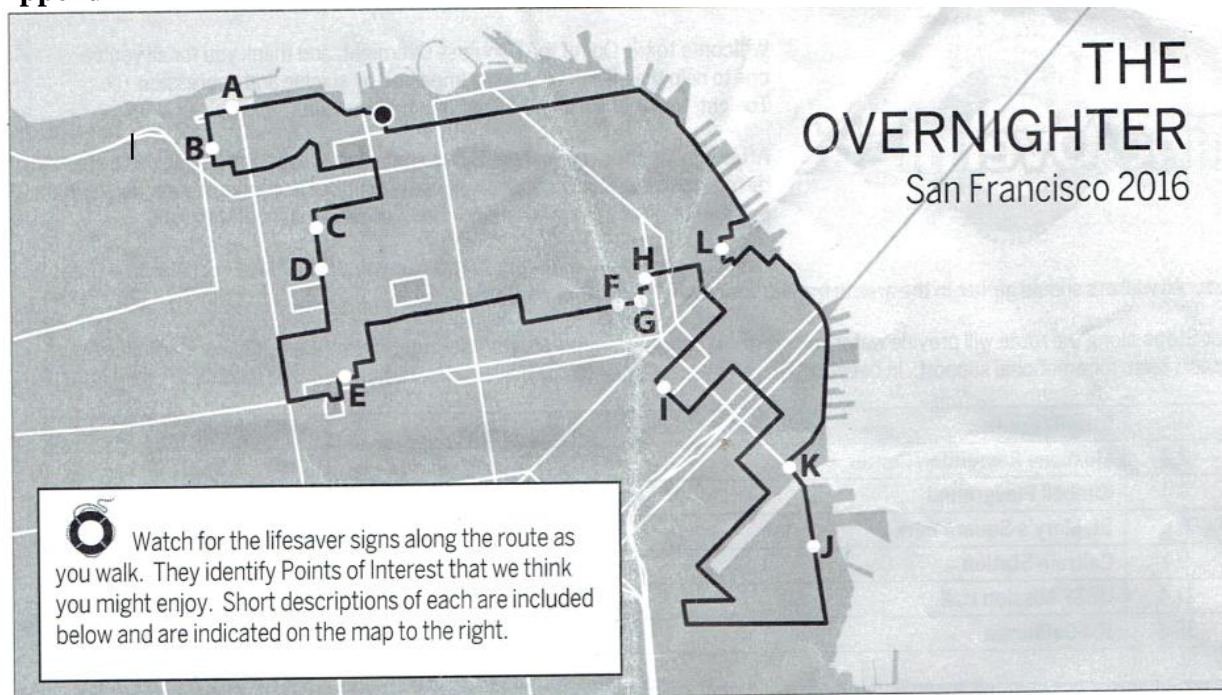 THE
OVERNIGHTER
San Francisco 2016
A
B
C
D
E
F
G
H
I
J
K
L
Watch for the lifesaver signs along the route as
you walk. They identify Points of Interest that we think
you might enjoy. Short descriptions of each are included
below and are indicated on the map to the right.